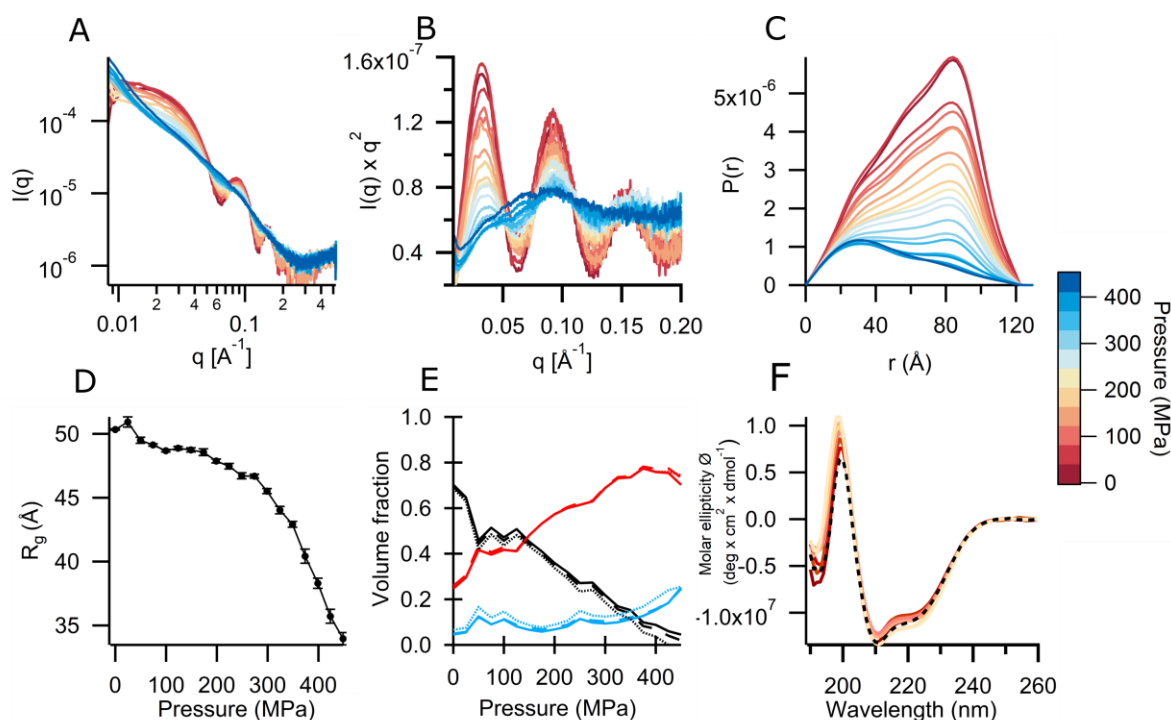 A
I(q)
10⁻⁴
10⁻⁵
10⁻⁶
0.01
2
4
6
0.1
2
4
q [A⁻¹]
B
I(q) x q²
1.6x10⁻⁷
1.2
0.8
0.4
0.05
0.10
0.15
0.20
q [Å⁻¹]
C
P(r)
5x10⁻⁶
4
3
2
1
0
0
40
80
120
r (Å)
400
300
200
100
0
Pressure (MPa)
D
R_g (Å)
50
45
40
35
0
100
200
300
400
Pressure (MPa)
E
Volume fraction
1.0
0.8
0.6
0.4
0.2
0.0
0
100
200
300
400
Pressure (MPa)
F
Molar ellipticity Ø
(deg x cm² x dmol⁻¹)
1.0
0.5
0.0
-0.5
-1.0x10⁷
200
220
240
260
Wavelength (nm)